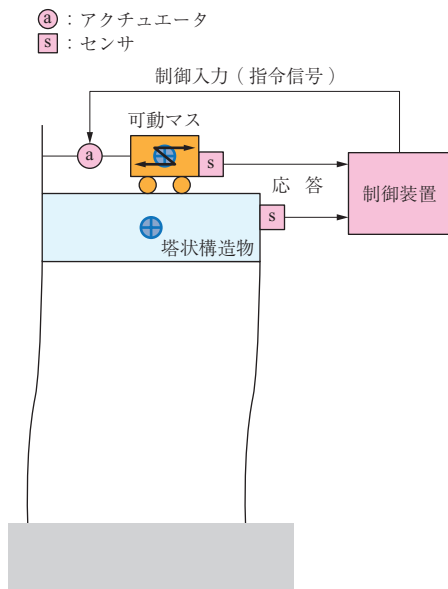 a：アクチュエータ
s：センサ
制御入力 ( 指令信号 )
可動マス
a
s
応 答
制御装置
s
塔状構造物